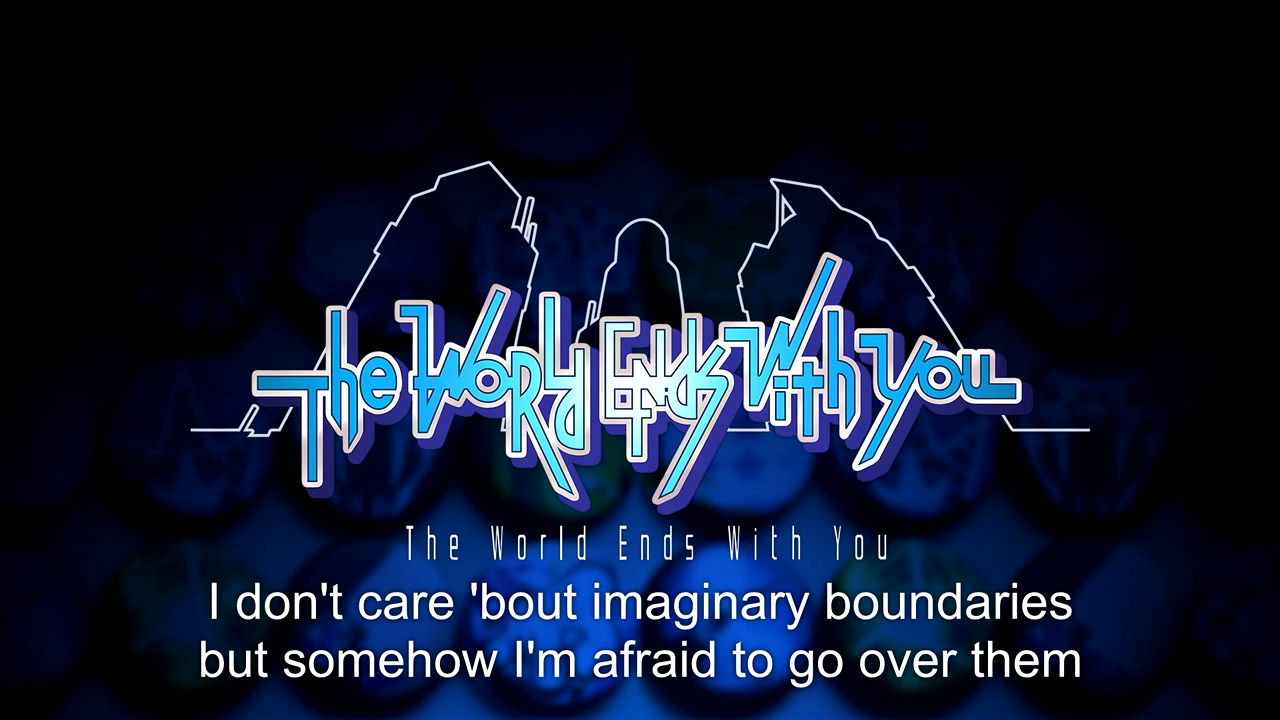 The World Ends With You
The World Ends With You
I don't care 'bout imaginary boundaries
but somehow I'm afraid to go over them